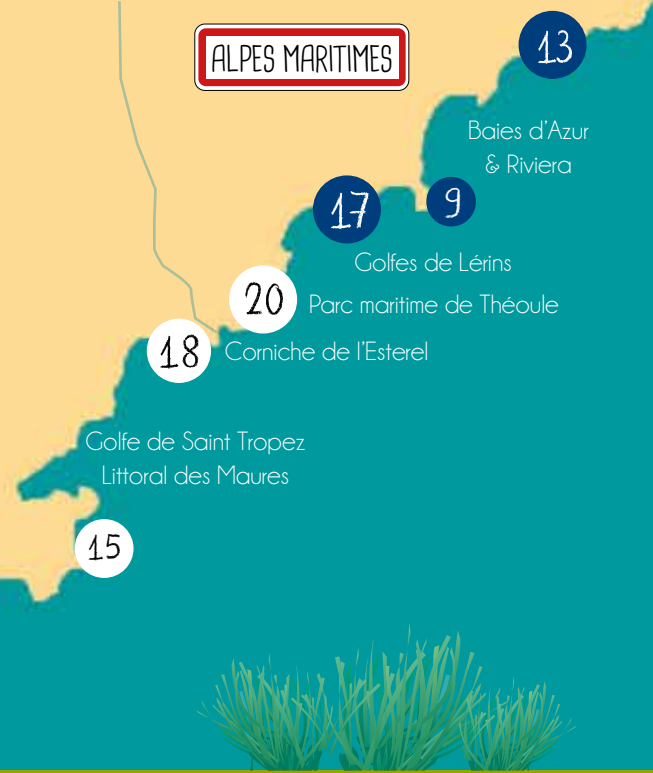 ALPES MARITIMES
13
Baies d'Azur
& Riviera
17
9
Golfes de Lérins
20
Parc maritime de Théoule
18
Corniche de l'Esterel
Golfe de Saint Tropez
Littoral des Maures
15